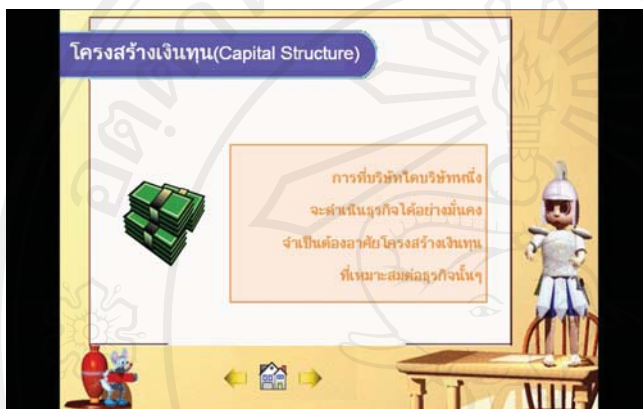 โครงสร้างเงินทุน(Capital Structure)
การที่บริษัทใดบริษัทหนึ่ง
จะดำเนินธุรกิจได้อย่างมั่นคง
จำเป็นต้องอาศัยโครงสร้างเงินทุน
ที่เหมาะสมต่อธุรกิจนั้นๆ